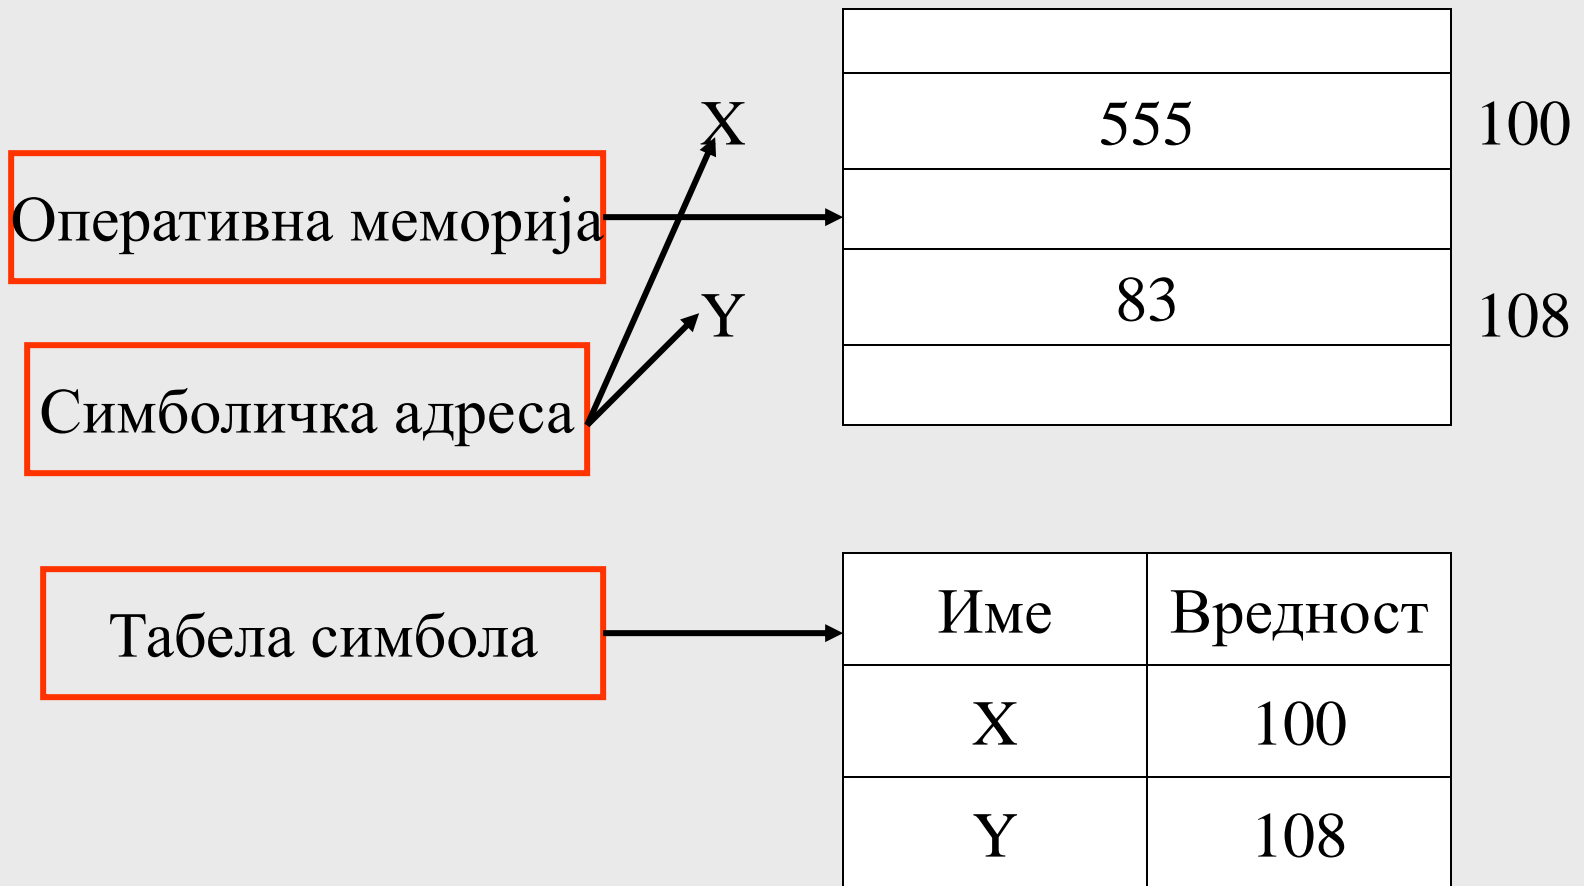 X
555
100
Оперативна меморија
Y
83
108
Симболичка адреса
Табела симбола
Име
Вредност
X
100
Y
108